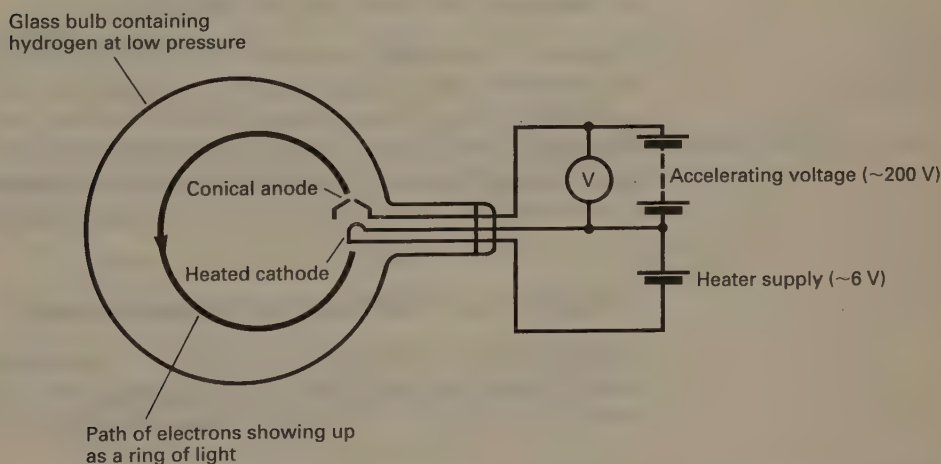 Glass bulb containing
hydrogen at low pressure
Conical anode
V
Accelerating voltage (~200 V)
Heated cathode
Heater supply (~6 V)
Path of electrons showing up
as a ring of light